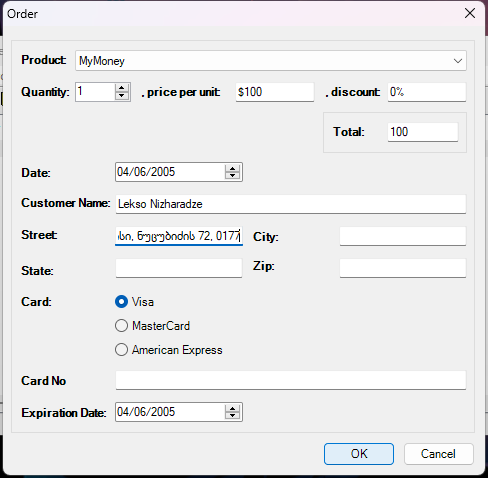 Order
Product: MyMoney
Quantity: 1 , price per unit: $100 , discount: 0%
Total: 100
Date: 04/06/2005
Customer Name: Lekso Nizharadze
Street: ნუცუბიძის 72, 0177 City:
State: Zip:
Card: Visa
MasterCard
American Express
Card No
Expiration Date: 04/06/2005
OK Cancel